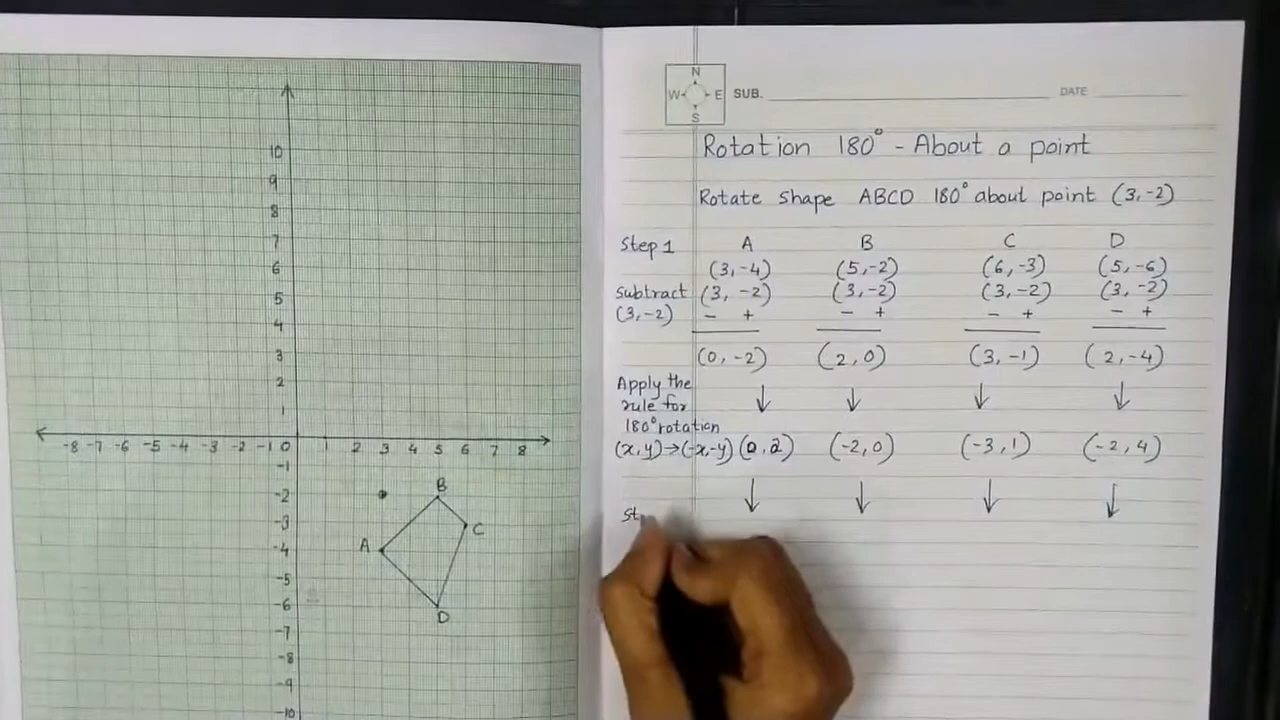 10
9
8
7
6
5
4
3
2
1
-8 -7 -6 -5 -4 -3 -2 -1 0 1 2 3 4 5 6 7 8
-1
-2
-3
-4
-5
-6
-7
-8
-9
-10
B
C
A
D
N
W E
S
SUB. DATE
Rotation 180° - About a point
Rotate shape ABCD 180° about point (3,-2)
Step 1 A B C D
(3,-4) (5,-2) (6,-3) (5,-6)
subtract (3,-2) (3,-2) (3,-2) (3,-2)
(3,-2) - + - + - + - +
(0,-2) (2,0) (3,-1) (2,-4)
Apply the ↓ ↓ ↓ ↓
rule for
180° rotation
(x,y)→(-x,-y) (0,2) (-2,0) (-3,1) (-2,4)
↓ ↓ ↓ ↓
st